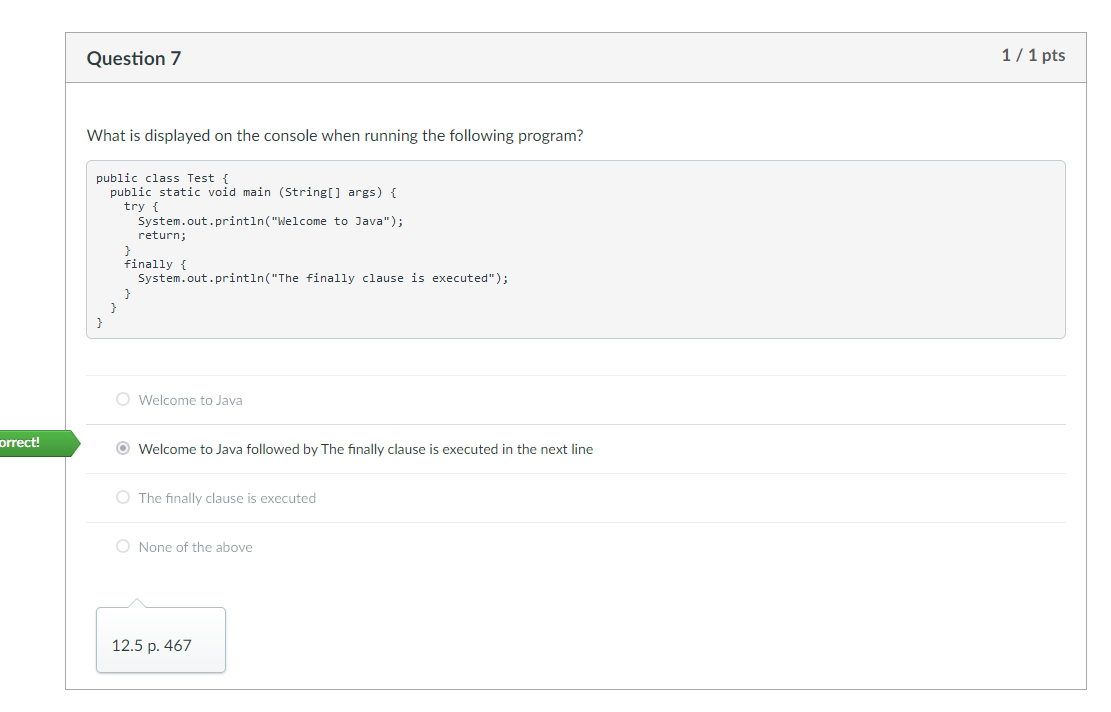 Question 7
1 / 1 pts
What is displayed on the console when running the following program?
public class Test {
  public static void main (String[] args) {
    try {
      System.out.println("Welcome to Java");
      return;
    }
    finally {
      System.out.println("The finally clause is executed");
    }
  }
}
Welcome to Java
orrect!
Welcome to Java followed by The finally clause is executed in the next line
The finally clause is executed
None of the above
12.5 p. 467